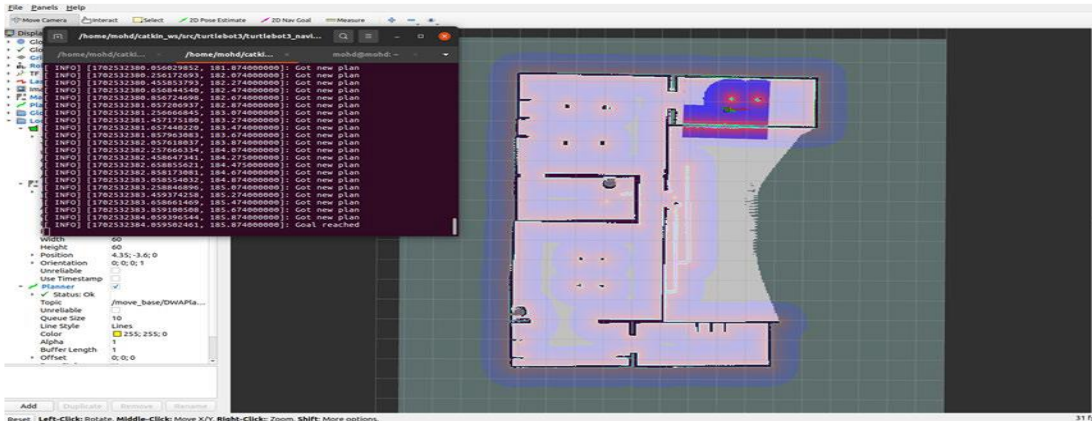 File Panels Help
Move Camera Interact Select 2D Pose Estimate 2D Nav Goal Measure
Displa
/home/mohd/catkin_ws/src/turtlebot3/turtlebot3_navi...
/home/mohd/catki... /home/mohd/catki... mohd@mohd: ~
[ INFO] [1702532380.056029852, 181.874000000]: Got new plan
[ INFO] [1702532380.256172693, 182.074000000]: Got new plan
[ INFO] [1702532380.455853793, 182.274000000]: Got new plan
[ INFO] [1702532380.656844540, 182.474000000]: Got new plan
[ INFO] [1702532380.856724698, 182.674000000]: Got new plan
[ INFO] [1702532381.057206937, 182.874000000]: Got new plan
[ INFO] [1702532381.256666845, 183.074000000]: Got new plan
[ INFO] [1702532381.457175180, 183.274000000]: Got new plan
[ INFO] [1702532381.657440220, 183.474000000]: Got new plan
[ INFO] [1702532381.857963083, 183.674000000]: Got new plan
[ INFO] [1702532382.057618037, 183.874000000]: Got new plan
[ INFO] [1702532382.257666334, 184.074000000]: Got new plan
[ INFO] [1702532382.458647341, 184.275000000]: Got new plan
[ INFO] [1702532382.658855621, 184.475000000]: Got new plan
[ INFO] [1702532382.858173081, 184.674000000]: Got new plan
[ INFO] [1702532383.058554032, 184.874000000]: Got new plan
[ INFO] [1702532383.258846896, 185.074000000]: Got new plan
[ INFO] [1702532383.459374258, 185.274000000]: Got new plan
[ INFO] [1702532383.658661469, 185.474000000]: Got new plan
[ INFO] [1702532383.859100508, 185.674000000]: Got new plan
[ INFO] [1702532384.059396544, 185.874000000]: Got new plan
[ INFO] [1702532384.059502461, 185.874000000]: Goal reached
Width 60
Height 60
Position 4.35; -3.6; 0
Orientation 0; 0; 0; 1
Unreliable
Use Timestamp
Planner
Status: Ok
Topic /move_base/DWAPla...
Unreliable
Queue Size 10
Line Style Lines
Color 255; 255; 0
Alpha 1
Buffer Length 1
Offset 0; 0; 0
Add Duplicate Remove Rename
Reset Left-Click: Rotate. Middle-Click: Move X/Y. Right-Click: Zoom. Shift: More options.
31 f